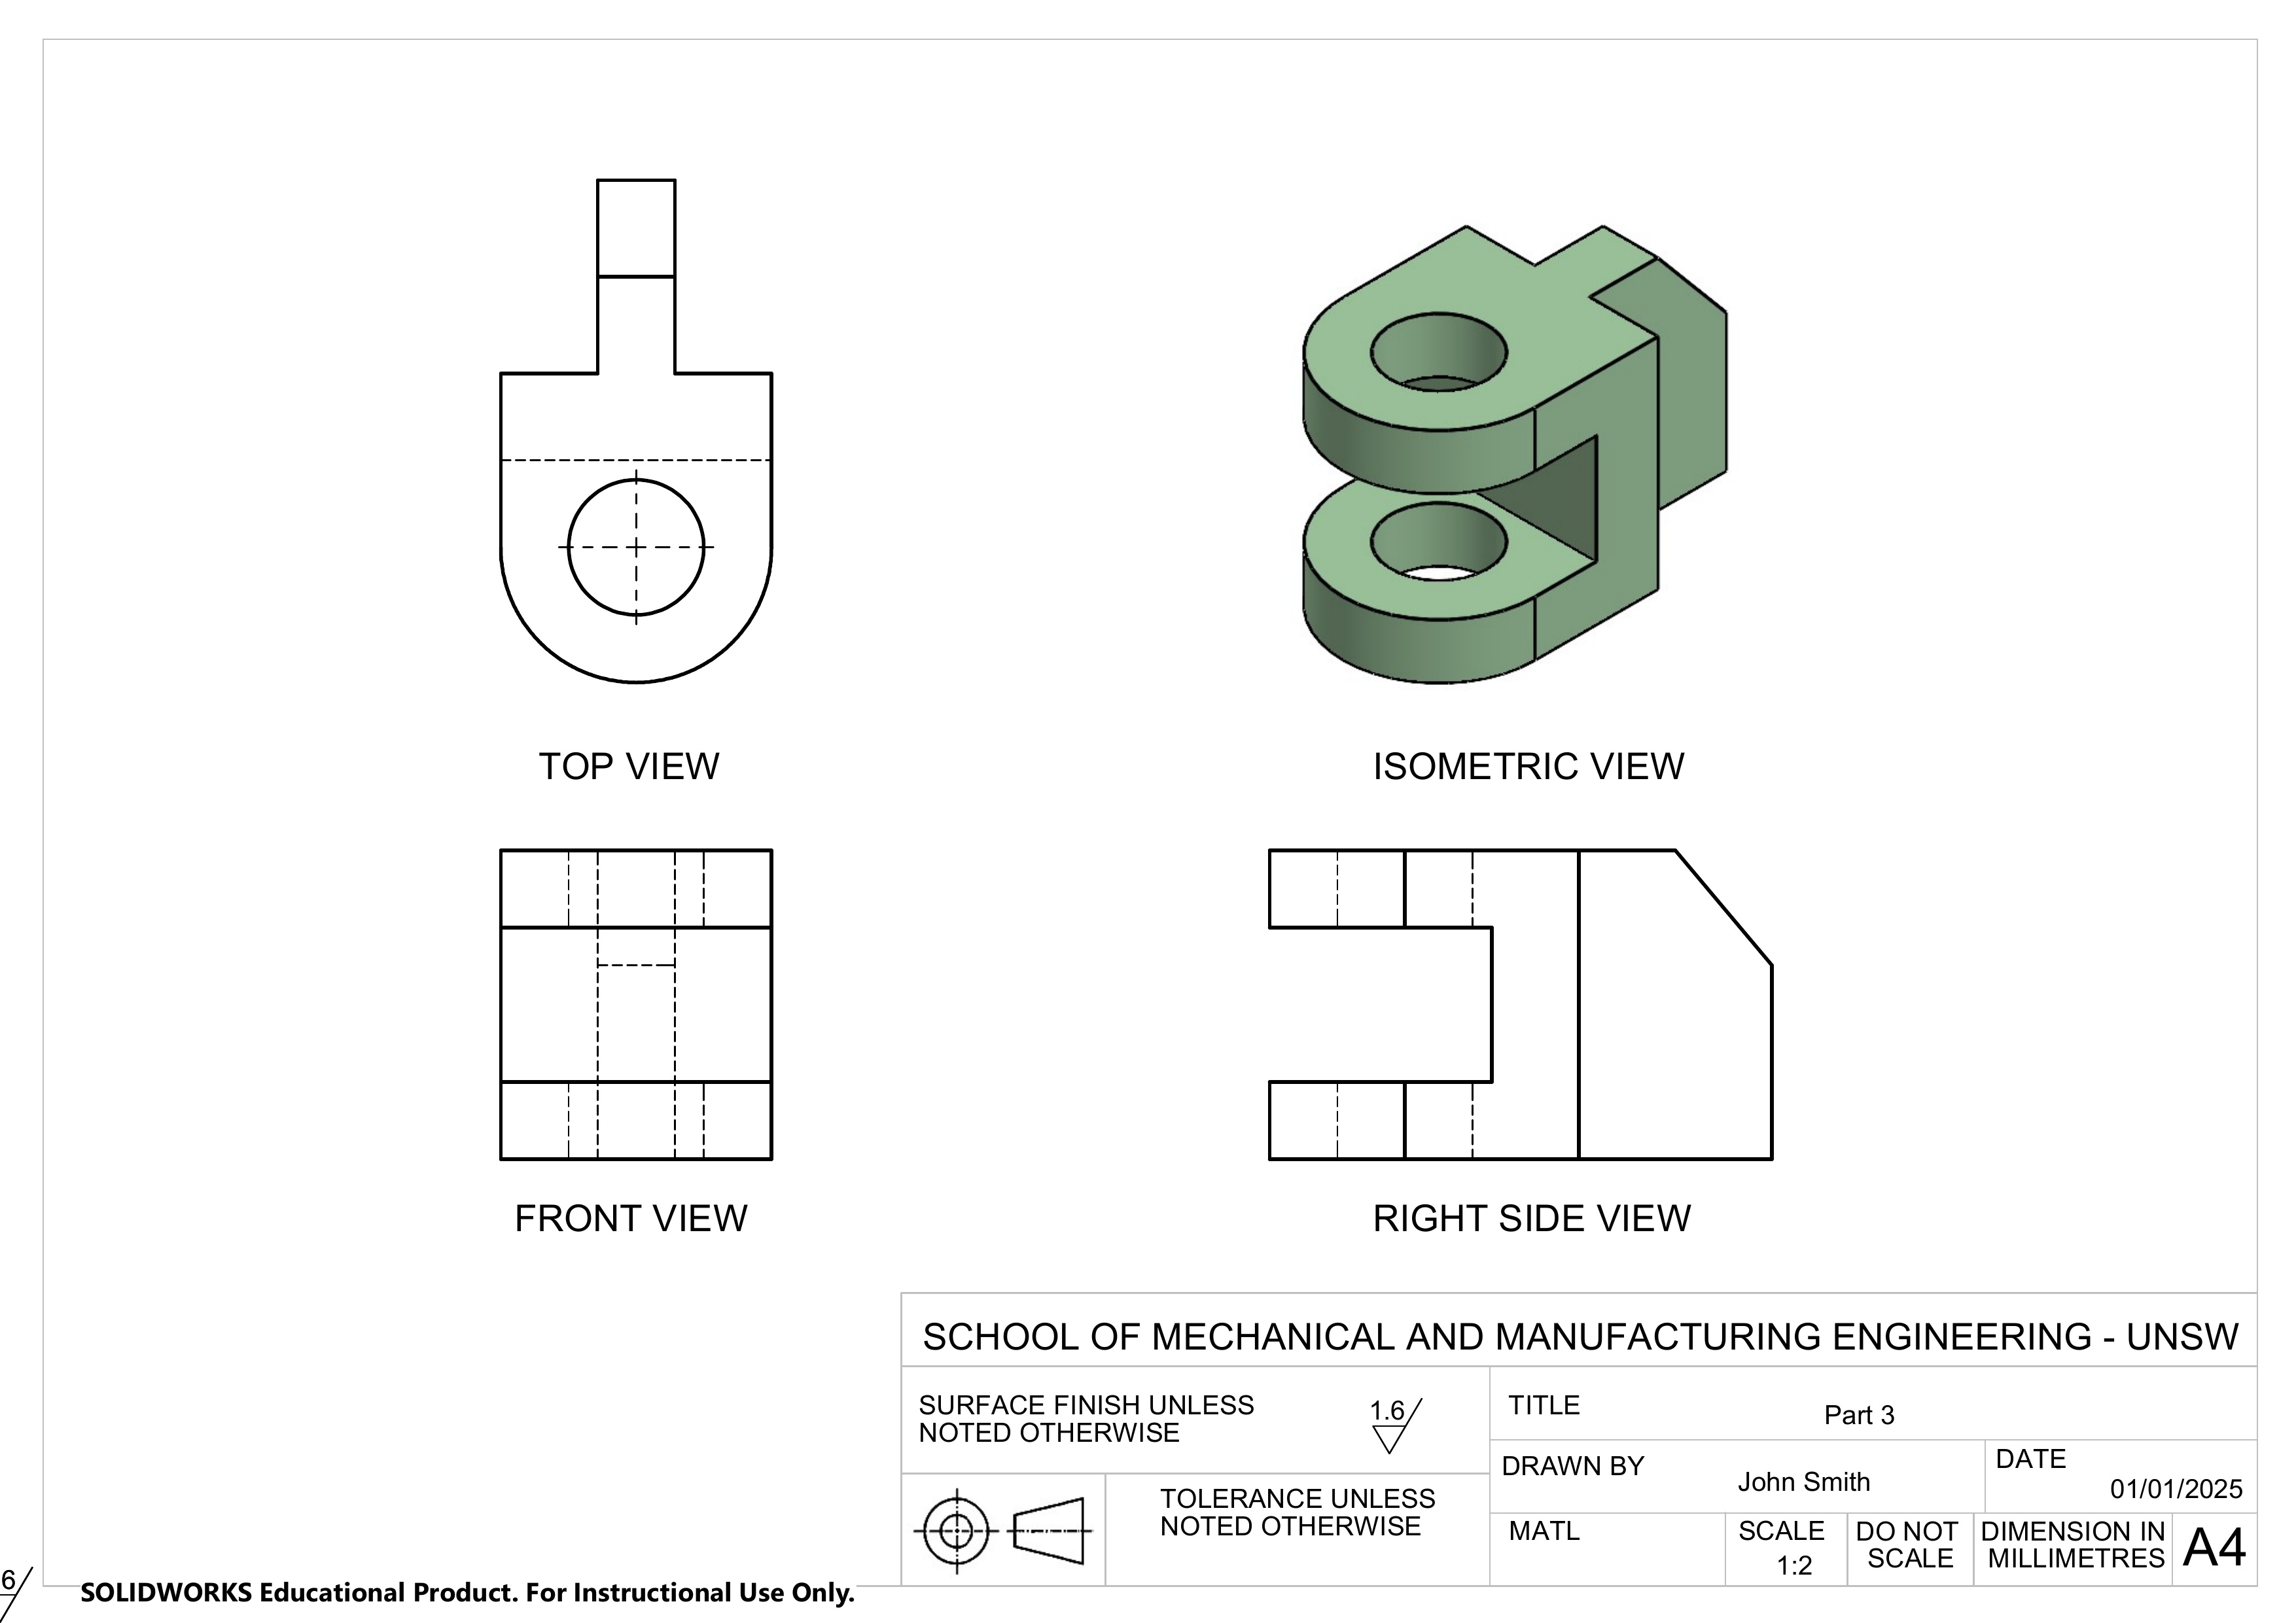 TOP VIEW
ISOMETRIC VIEW
FRONT VIEW
RIGHT SIDE VIEW
SCHOOL OF MECHANICAL AND MANUFACTURING ENGINEERING - UNSW
SURFACE FINISH UNLESS
NOTED OTHERWISE
1.6
TITLE
Part 3
DRAWN BY
John Smith
DATE
01/01/2025
TOLERANCE UNLESS
NOTED OTHERWISE
MATL
SCALE
1:2
DO NOT
SCALE
DIMENSION IN
MILLIMETRES
A4
6
SOLIDWORKS Educational Product. For Instructional Use Only.